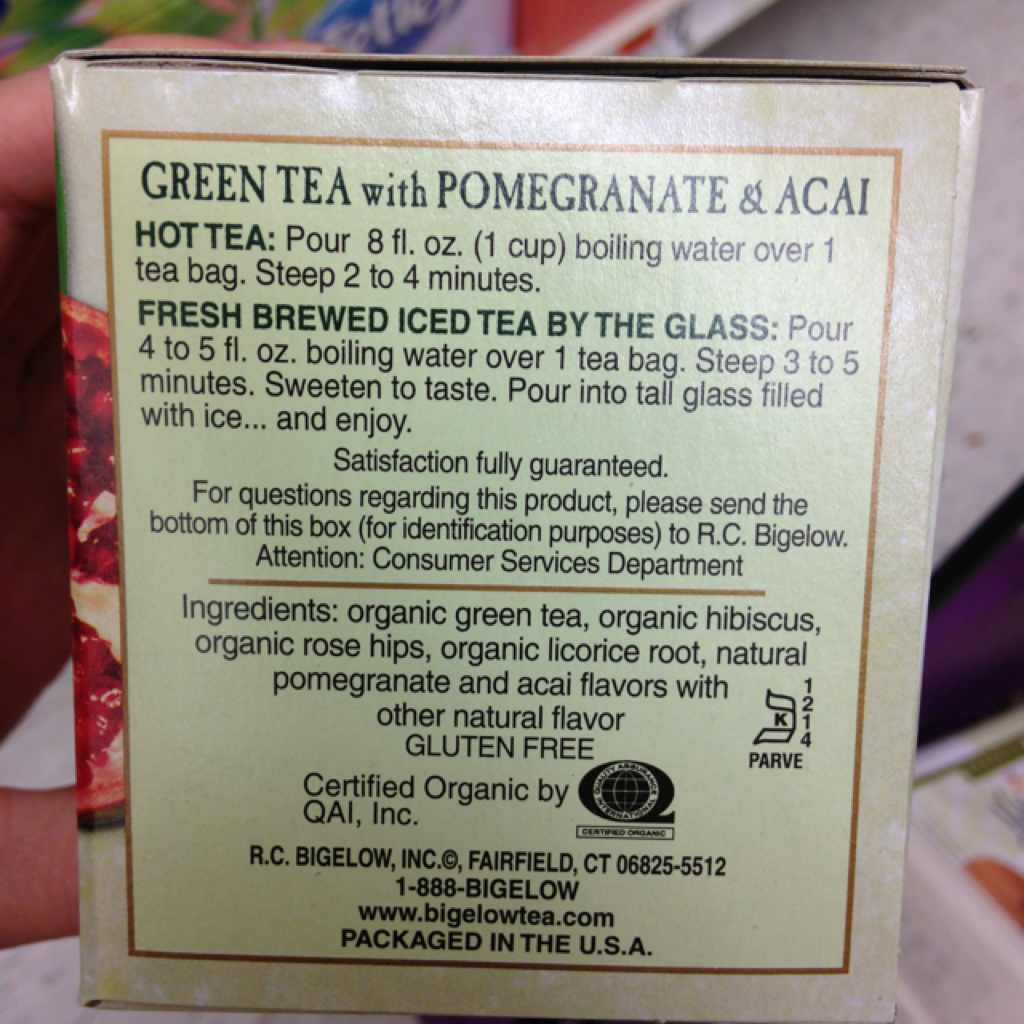 GREEN TEA with POMEGRANATE & ACAI
HOT TEA: Pour 8 fl. oz. (1 cup) boiling water over 1
tea bag. Steep 2 to 4 minutes.
FRESH BREWED ICED TEA BY THE GLASS: Pour
4 to 5 fl. oz. boiling water over 1 tea bag. Steep 3 to 5
minutes. Sweeten to taste. Pour into tall glass filled
with ice... and enjoy.
Satisfaction fully guaranteed.
For questions regarding this product, please send the
bottom of this box (for identification purposes) to R.C. Bigelow.
Attention: Consumer Services Department
Ingredients: organic green tea, organic hibiscus,
organic rose hips, organic licorice root, natural
pomegranate and acai flavors with
other natural flavor
GLUTEN FREE
K
1
2
1
4
PARVE
Certified Organic by
QAI, Inc.
QUALITY ASSURANCE
INTERNATIONAL
CERTIFIED ORGANIC
R.C. BIGELOW, INC.©, FAIRFIELD, CT 06825-5512
1-888-BIGELOW
www.bigelowtea.com
PACKAGED IN THE U.S.A.